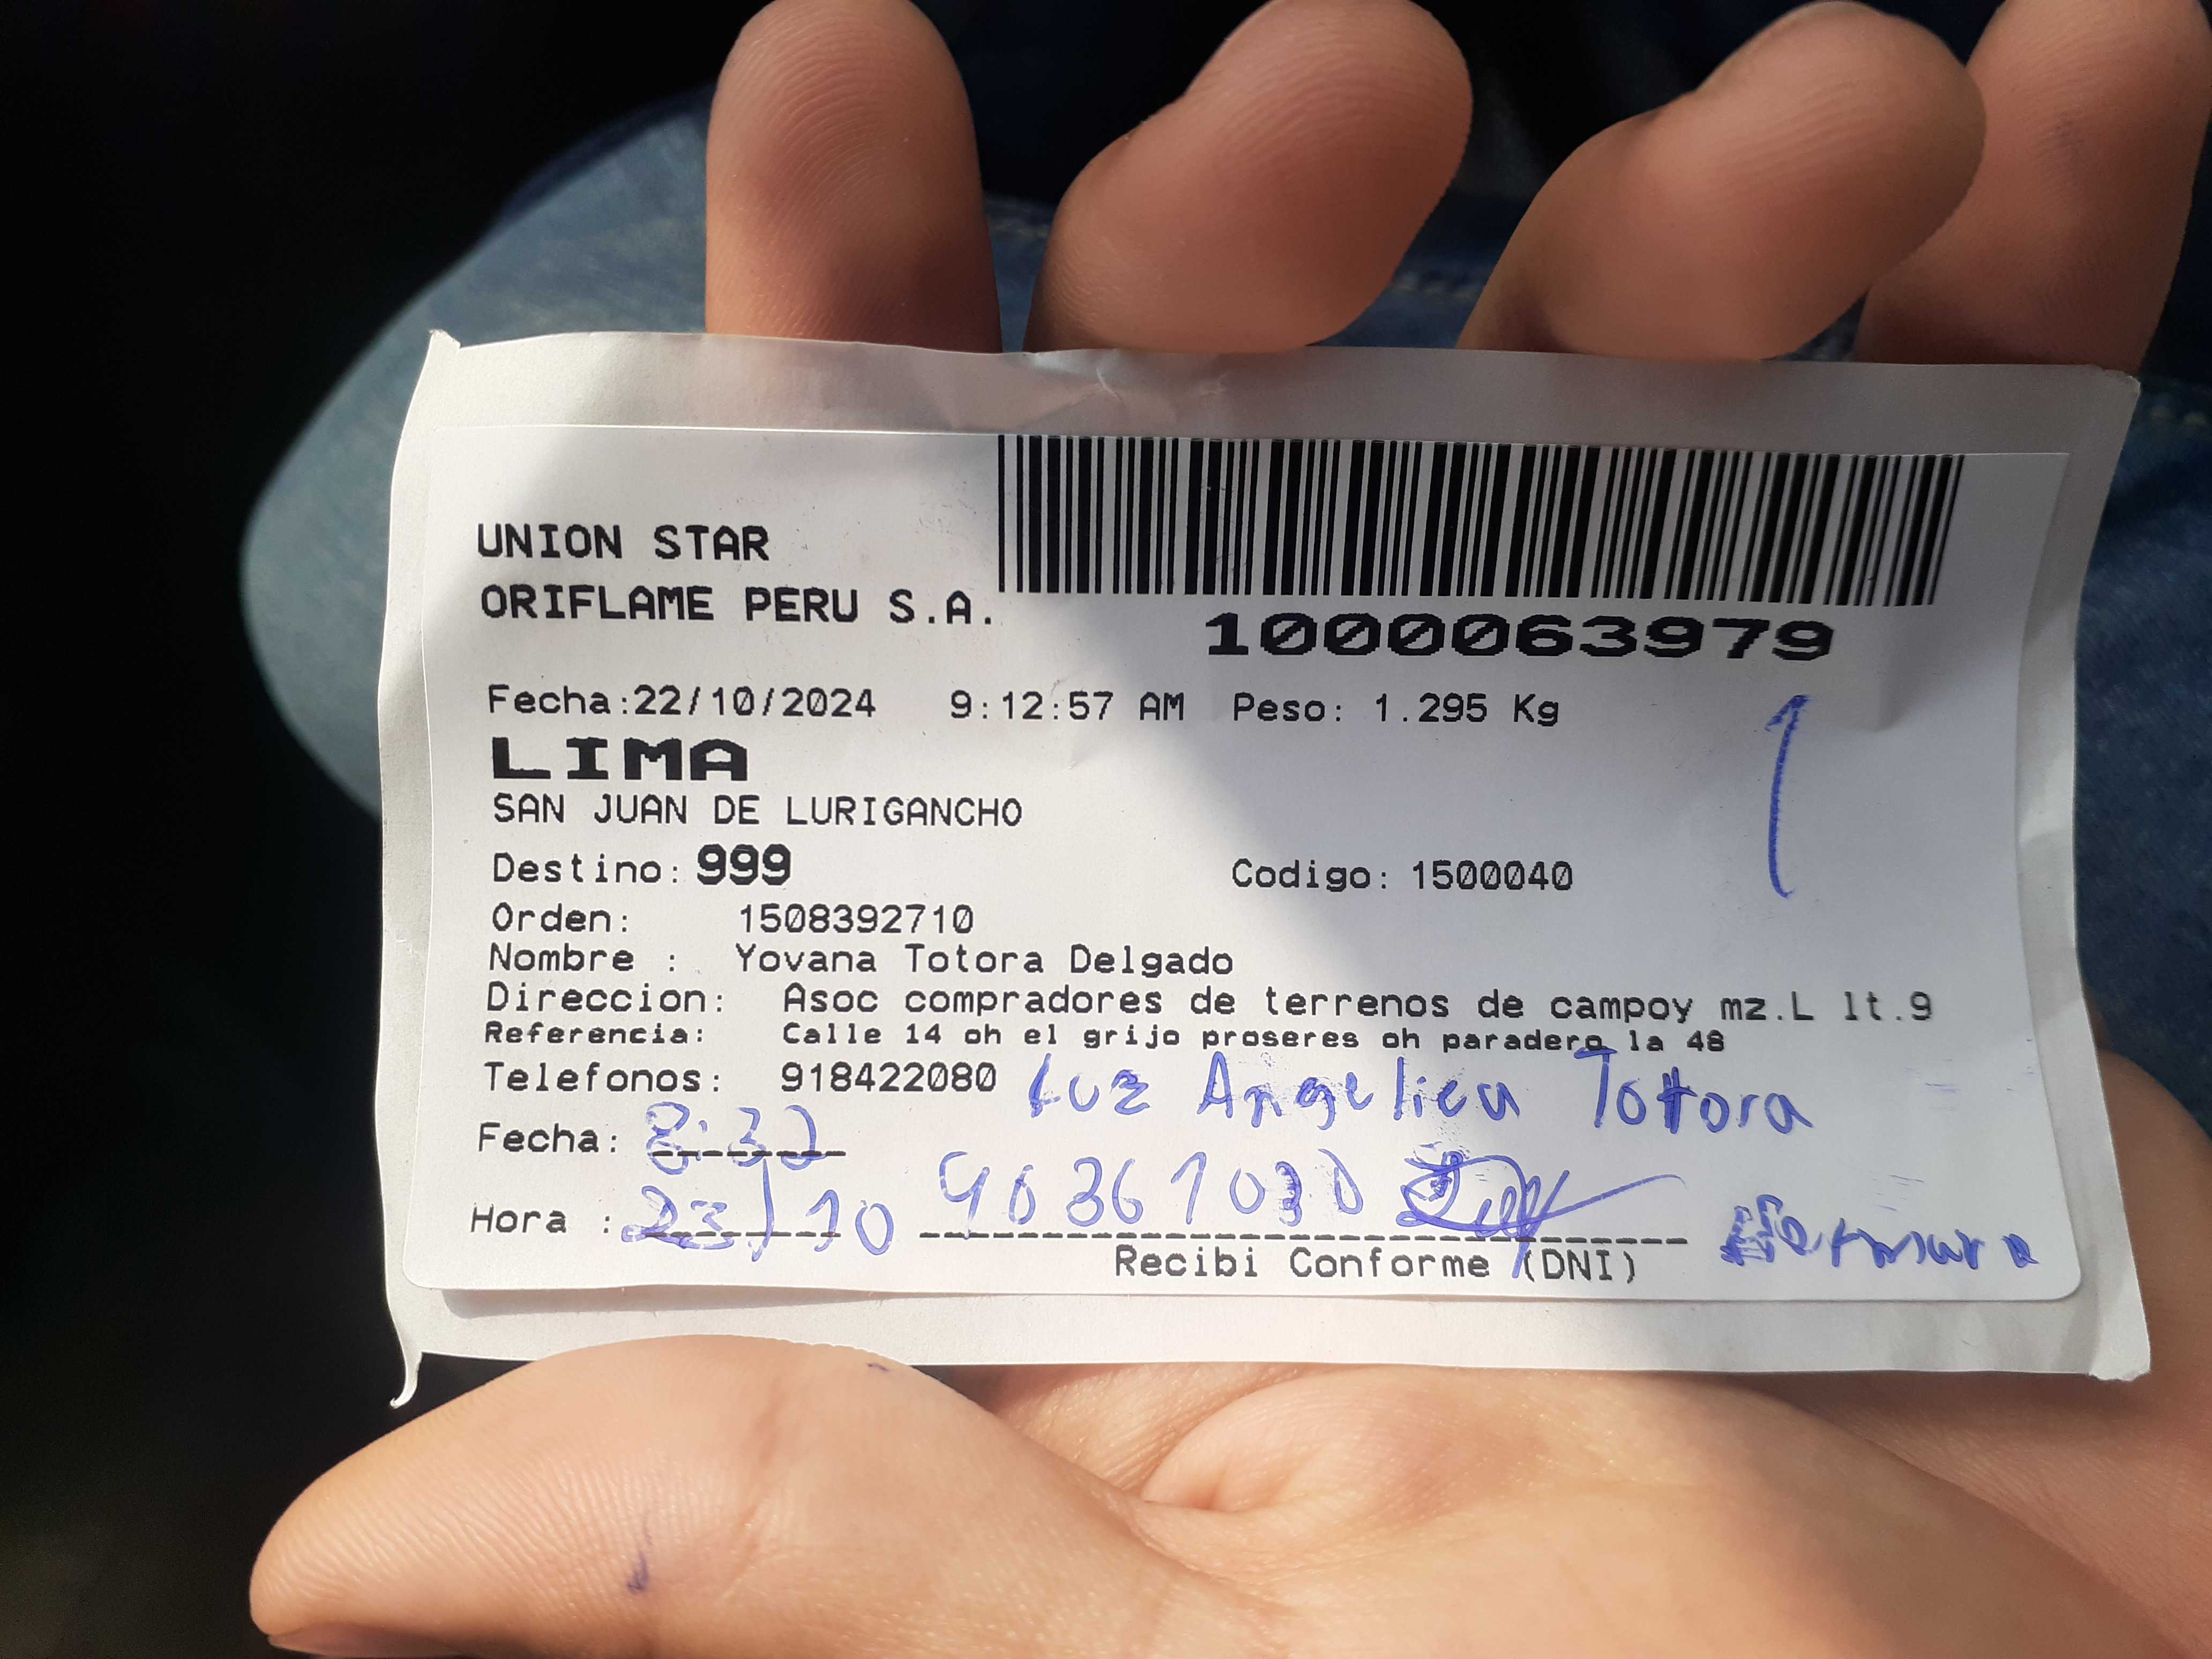 UNION STAR
ORIFLAME PERU S.A.
1000063979
Fecha:22/10/2024 9:12:57 AM Peso: 1.295 Kg
LIMA
SAN JUAN DE LURIGANCHO
Destino: 999 Codigo: 1500040
Orden: 1508392710
Nombre : Yovana Totora Delgado
Direccion: Asoc compradores de terrenos de campoy mz.L lt.9
Referencia: Calle 14 oh el grijo proseres oh paradero la 48
Telefonos: 918422080 Luz Angelica Tottora
Fecha: 8:32
Hora : 23/10
Recibi Conforme (DNI)